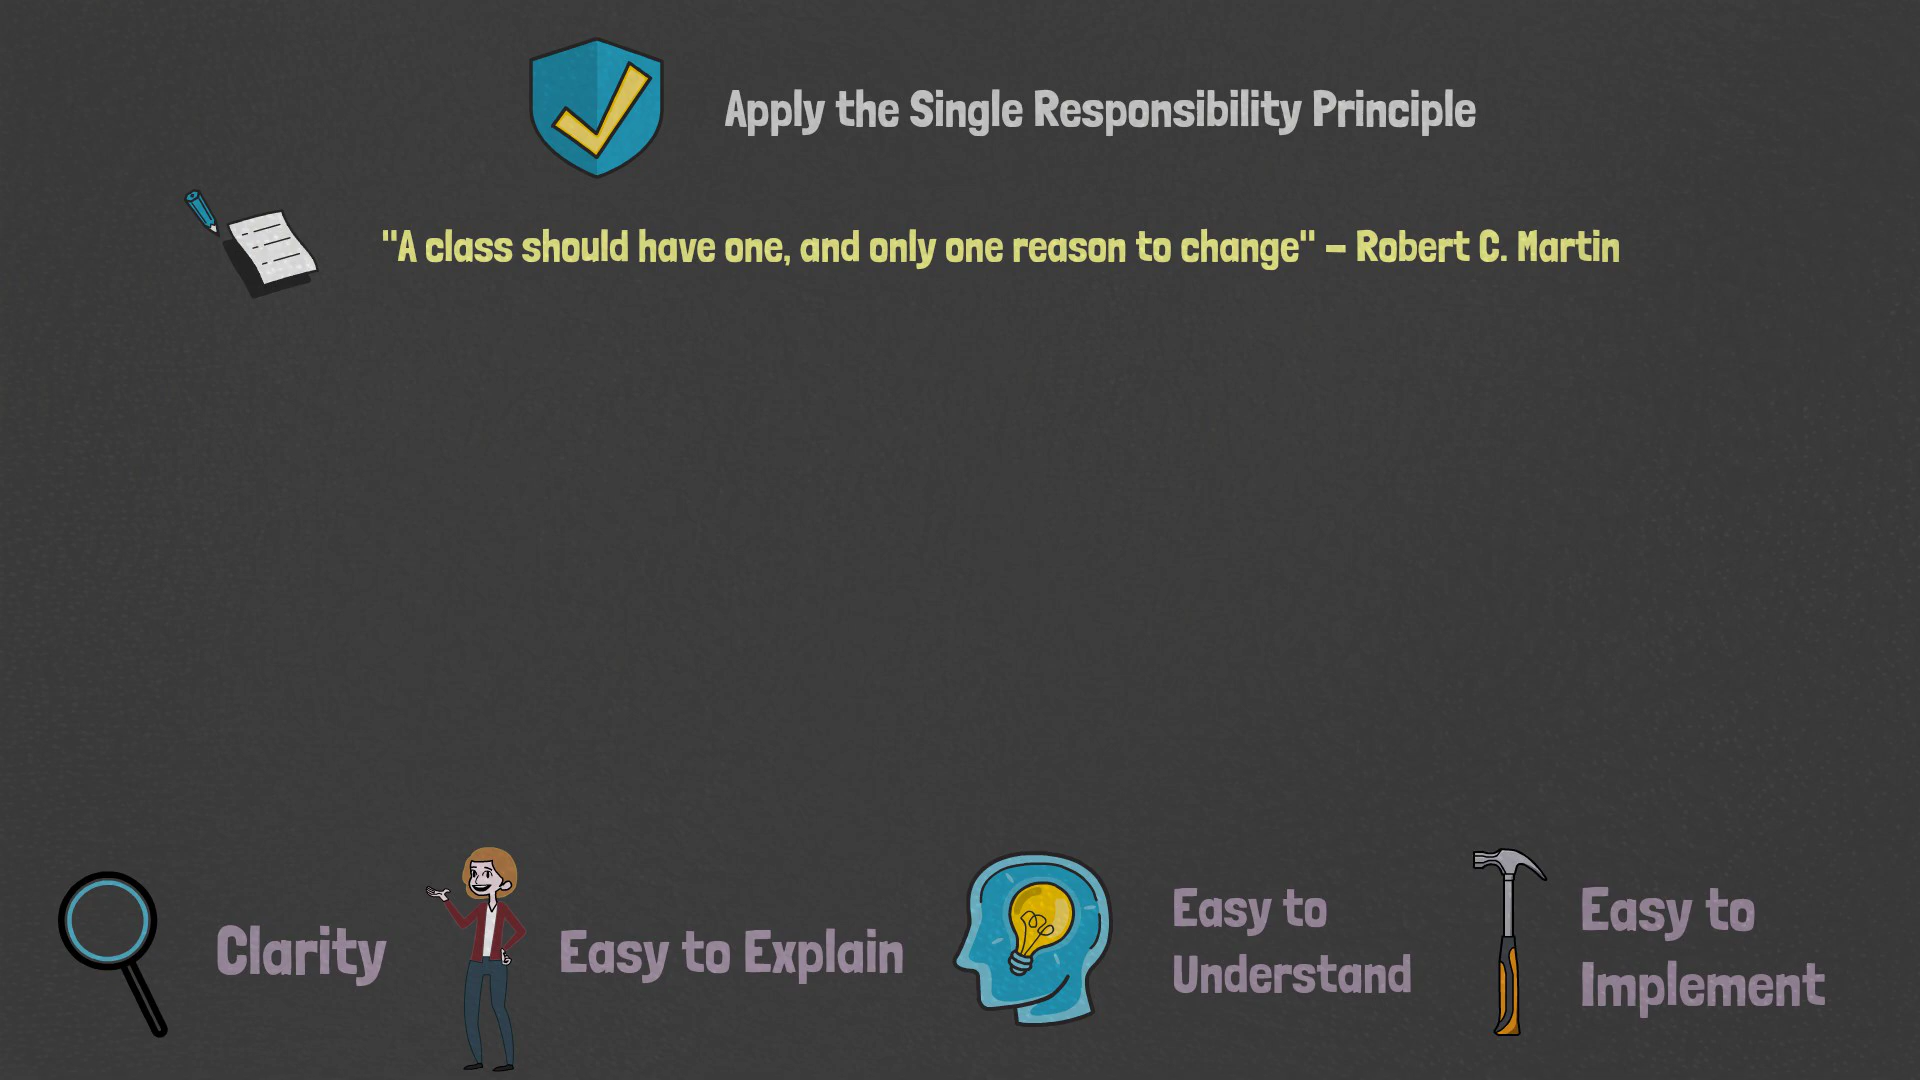 Apply the Single Responsibility Principle
"A class should have one, and only one reason to change" – Robert C. Martin
Clarity
Easy to Explain
Easy to
Understand
Easy to
Implement